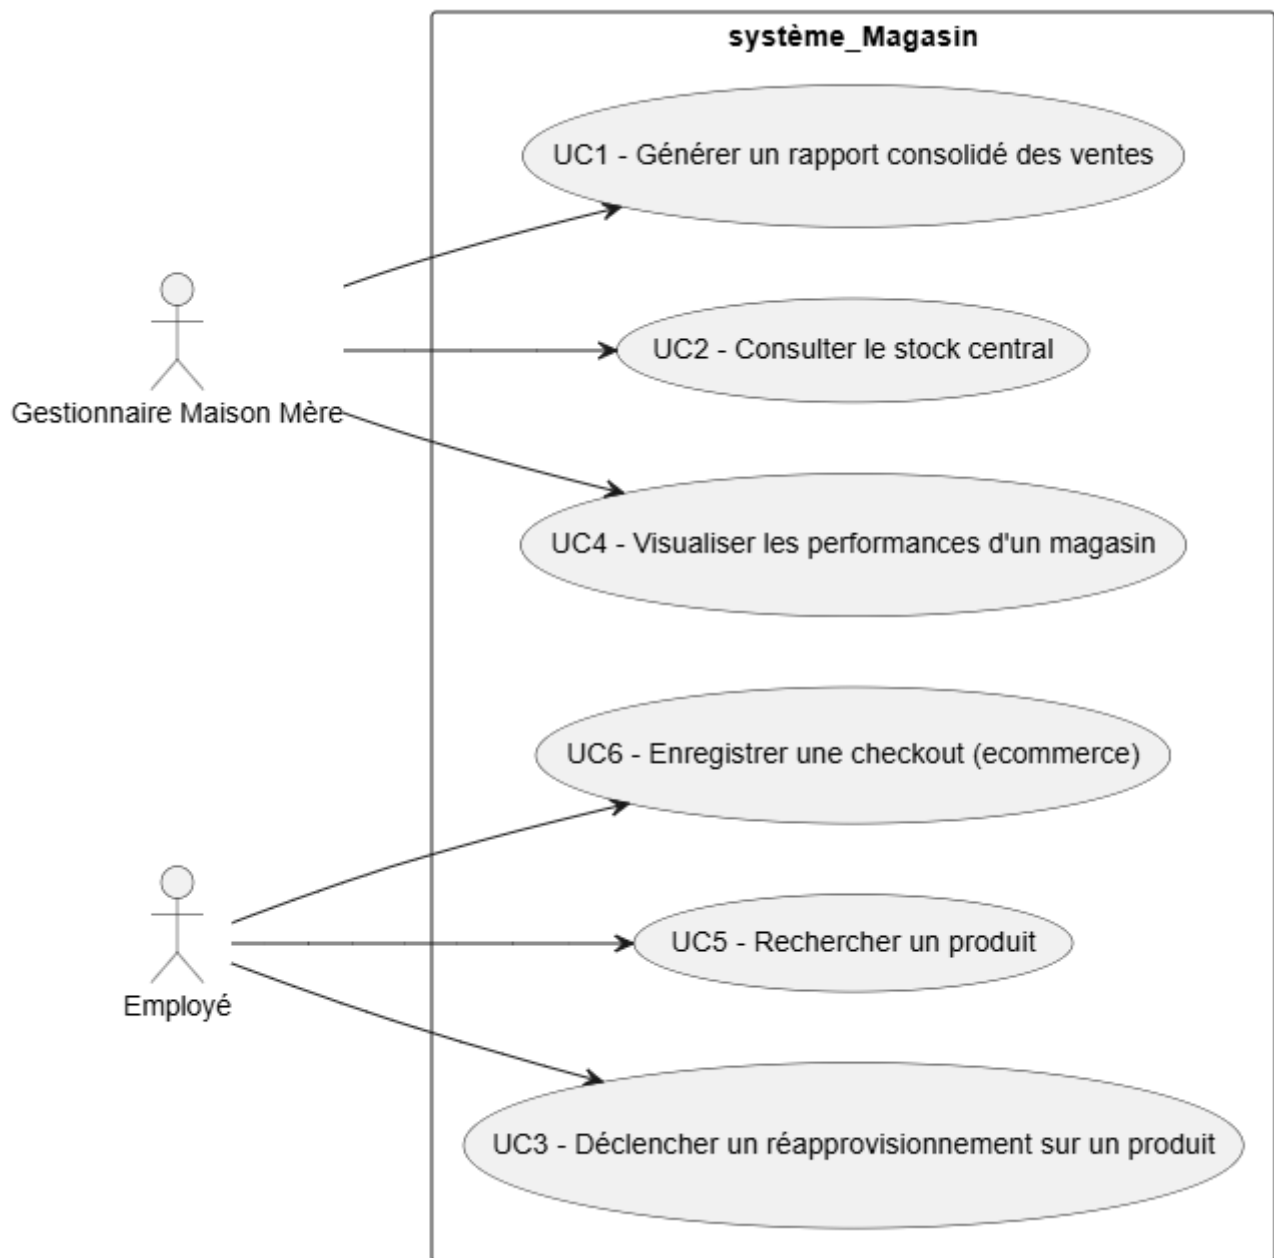 système_Magasin
UC1 - Générer un rapport consolidé des ventes
UC2 - Consulter le stock central
Gestionnaire Maison Mère
UC4 - Visualiser les performances d'un magasin
UC6 - Enregistrer une checkout (ecommerce)
UC5 - Rechercher un produit
Employé
UC3 - Déclencher un réapprovisionnement sur un produit